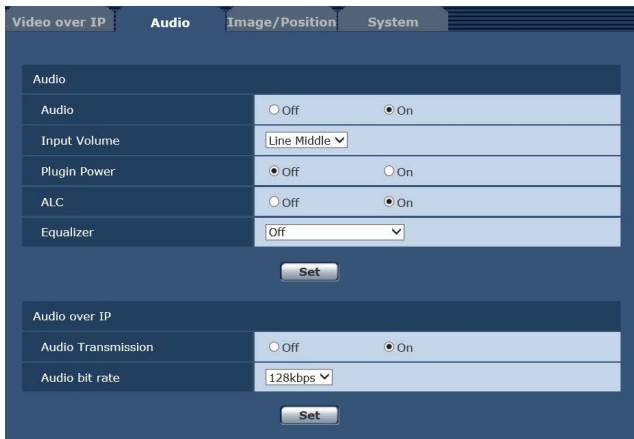 Video over IP Audio Image/Position System
Audio
Audio Off On
Input Volume Line Middle
Plugin Power Off On
ALC Off On
Equalizer Off
Set
Audio over IP
Audio Transmission Off On
Audio bit rate 128kbps
Set